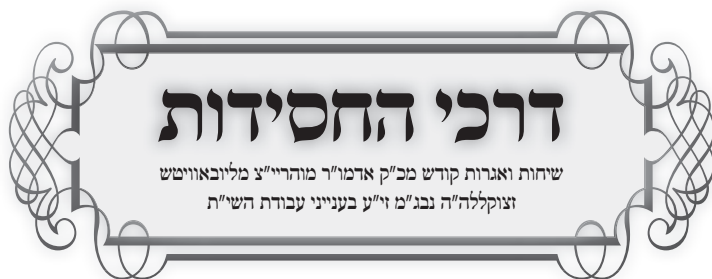 דרכי החסידות
שיחות ואגרות קודש מכ"ק אדמו"ר מוהריי"צ מליובאוויטש
זצוקללה"ה נבג"מ זי"ע בענייני עבודת השי"ת